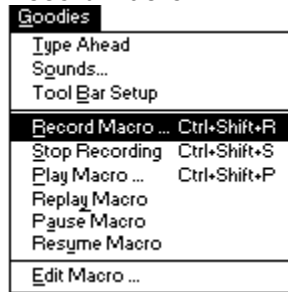 Goodies
Type Ahead
Sounds...
Tool Bar Setup
Record Macro ... Ctrl+Shift+R
Stop Recording Ctrl+Shift+S
Play Macro ... Ctrl+Shift+P
Replay Macro
Pause Macro
Resume Macro
Edit Macro ...